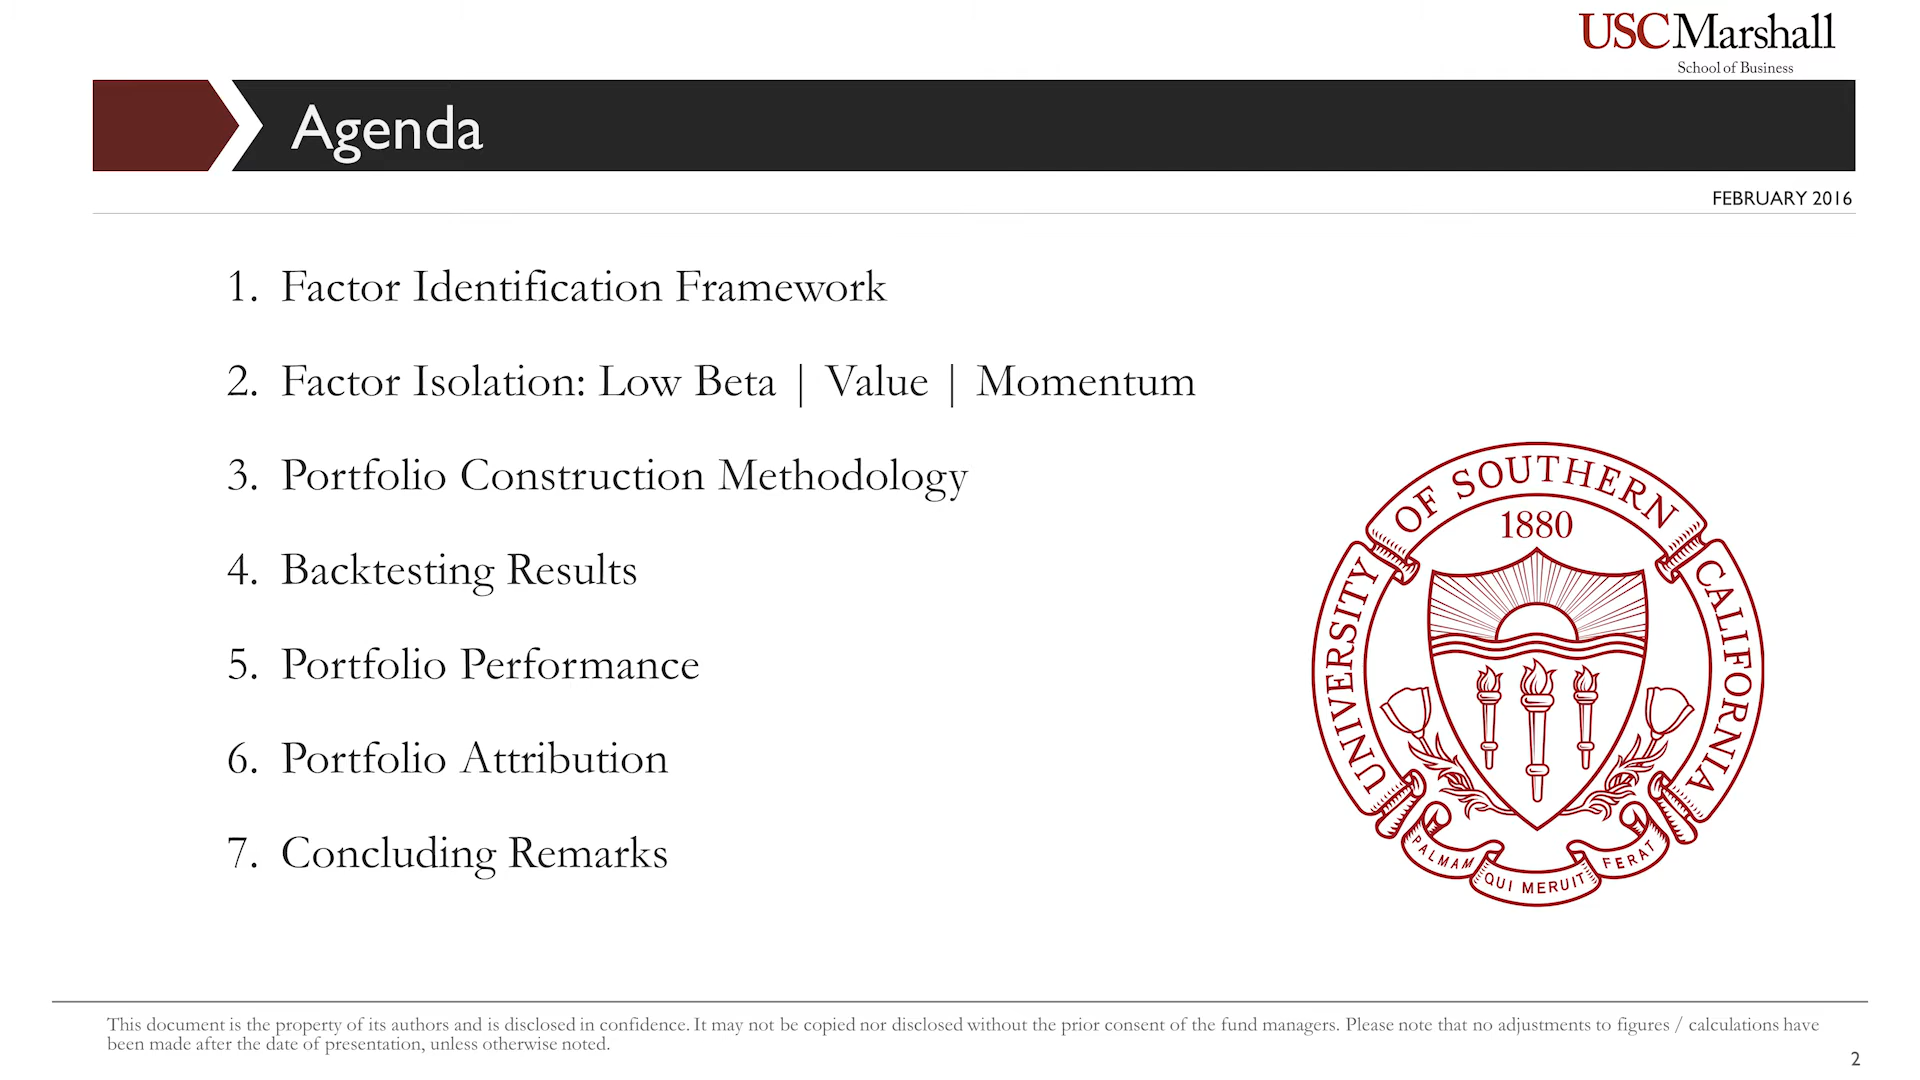 USC Marshall
School of Business
Agenda
FEBRUARY 2016
1. Factor Identification Framework
2. Factor Isolation: Low Beta | Value | Momentum
3. Portfolio Construction Methodology
4. Backtesting Results
5. Portfolio Performance
6. Portfolio Attribution
7. Concluding Remarks
UNIVERSITY OF SOUTHERN CALIFORNIA
1880
PALMAM QUI MERUIT FERAT
This document is the property of its authors and is disclosed in confidence. It may not be copied nor disclosed without the prior consent of the fund managers. Please note that no adjustments to figures / calculations have
been made after the date of presentation, unless otherwise noted.
2